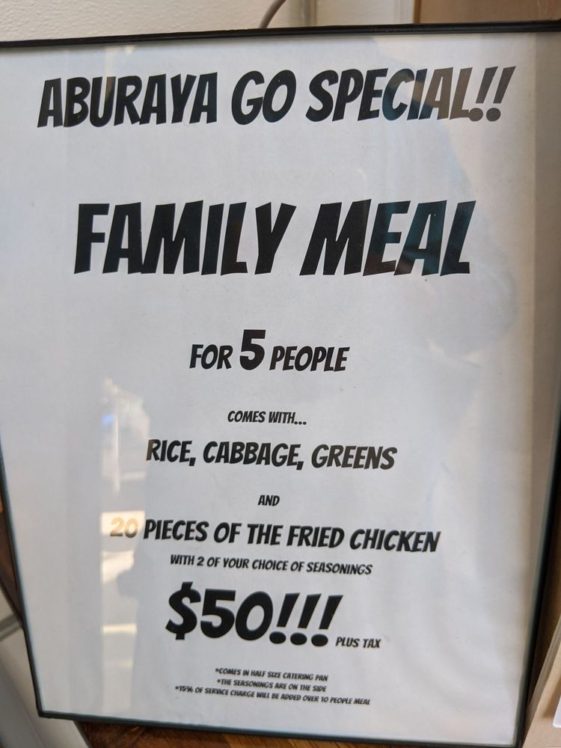 ABURAYA GO SPECIAL!!
FAMILY MEAL
FOR 5 PEOPLE
COMES WITH...
RICE, CABBAGE, GREENS
AND
20 PIECES OF THE FRIED CHICKEN
WITH 2 OF YOUR CHOICE OF SEASONINGS
$50!!! PLUS TAX
*COMES IN HALF SIZE CATERING PAN
*THE SEASONINGS ARE ON THE SIDE
*15% OF SERVICE CHARGE WILL BE ADDED OVER 10 PEOPLE MEAL